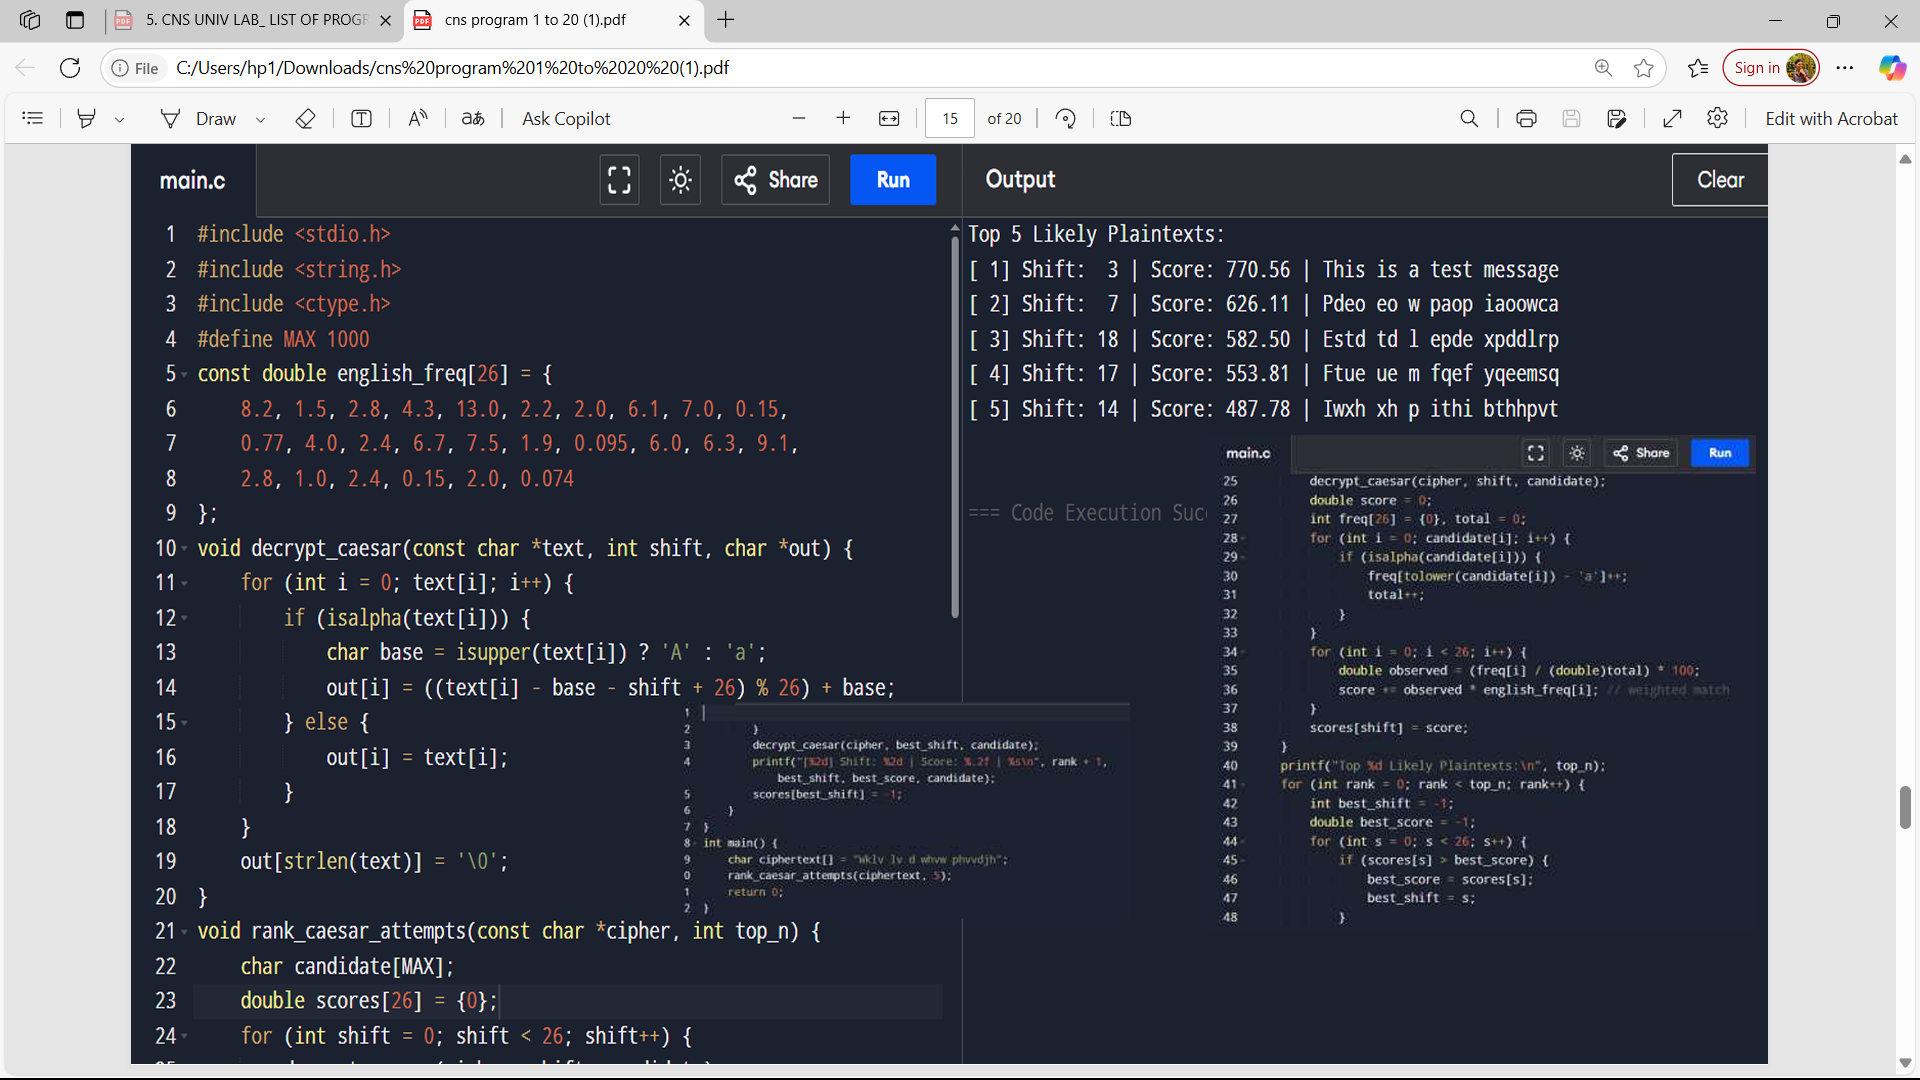 5. CNS UNIV LAB_ LIST OF PROGR
cns program 1 to 20 (1).pdf
File
C:/Users/hp1/Downloads/cns%20program%201%20to%2020%20(1).pdf
Sign in
Draw
Ask Copilot
15
of 20
Edit with Acrobat
main.c
Share
Run
Output
Clear
1 #include <stdio.h>
2 #include <string.h>
3 #include <ctype.h>
4 #define MAX 1000
5 const double english_freq[26] = {
6 8.2, 1.5, 2.8, 4.3, 13.0, 2.2, 2.0, 6.1, 7.0, 0.15,
7 0.77, 4.0, 2.4, 6.7, 7.5, 1.9, 0.095, 6.0, 6.3, 9.1,
8 2.8, 1.0, 2.4, 0.15, 2.0, 0.074
9 };
10 void decrypt_caesar(const char *text, int shift, char *out) {
11 for (int i = 0; text[i]; i++) {
12 if (isalpha(text[i])) {
13 char base = isupper(text[i]) ? 'A' : 'a';
14 out[i] = ((text[i] - base - shift + 26) % 26) + base;
15 } else {
16 out[i] = text[i];
17 }
18 }
19 out[strlen(text)] = '\0';
20 }
21 void rank_caesar_attempts(const char *cipher, int top_n) {
22 char candidate[MAX];
23 double scores[26] = {0};
24 for (int shift = 0; shift < 26; shift++) {
Top 5 Likely Plaintexts:
[ 1] Shift: 3 | Score: 770.56 | This is a test message
[ 2] Shift: 7 | Score: 626.11 | Pdeo eo w paop iaoowca
[ 3] Shift: 18 | Score: 582.50 | Estd td l epde xpddlrp
[ 4] Shift: 17 | Score: 553.81 | Ftue ue m fqef yqeemsq
[ 5] Shift: 14 | Score: 487.78 | Iwxh xh p ithi bthhpvt
=== Code Execution Suc
main.c
Share
Run
25 decrypt_caesar(cipher, shift, candidate);
26 double score = 0;
27 int freq[26] = {0}, total = 0;
28 for (int i = 0; candidate[i]; i++) {
29 if (isalpha(candidate[i])) {
30 freq[tolower(candidate[i]) - 'a']++;
31 total++;
32 }
33 }
34 for (int i = 0; i < 26; i++) {
35 double observed = (freq[i] / (double)total) * 100;
36 score += observed * english_freq[i]; // weighted match
37 }
38 scores[shift] = score;
39 }
40 printf("Top %d Likely Plaintexts:\n", top_n);
41 for (int rank = 0; rank < top_n; rank++) {
42 int best_shift = -1;
43 double best_score = -1;
44 for (int s = 0; s < 26; s++) {
45 if (scores[s] > best_score) {
46 best_score = scores[s];
47 best_shift = s;
48 }
1
2 }
3 decrypt_caesar(cipher, best_shift, candidate);
4 printf("[%2d] Shift: %2d | Score: %.2f | %s\n", rank + 1,
best_shift, best_score, candidate);
5 scores[best_shift] = -1;
6 }
7 }
8 int main() {
9 char ciphertext[] = "Wklv lv d whvw phvvdjh";
0 rank_caesar_attempts(ciphertext, 5);
1 return 0;
2 }